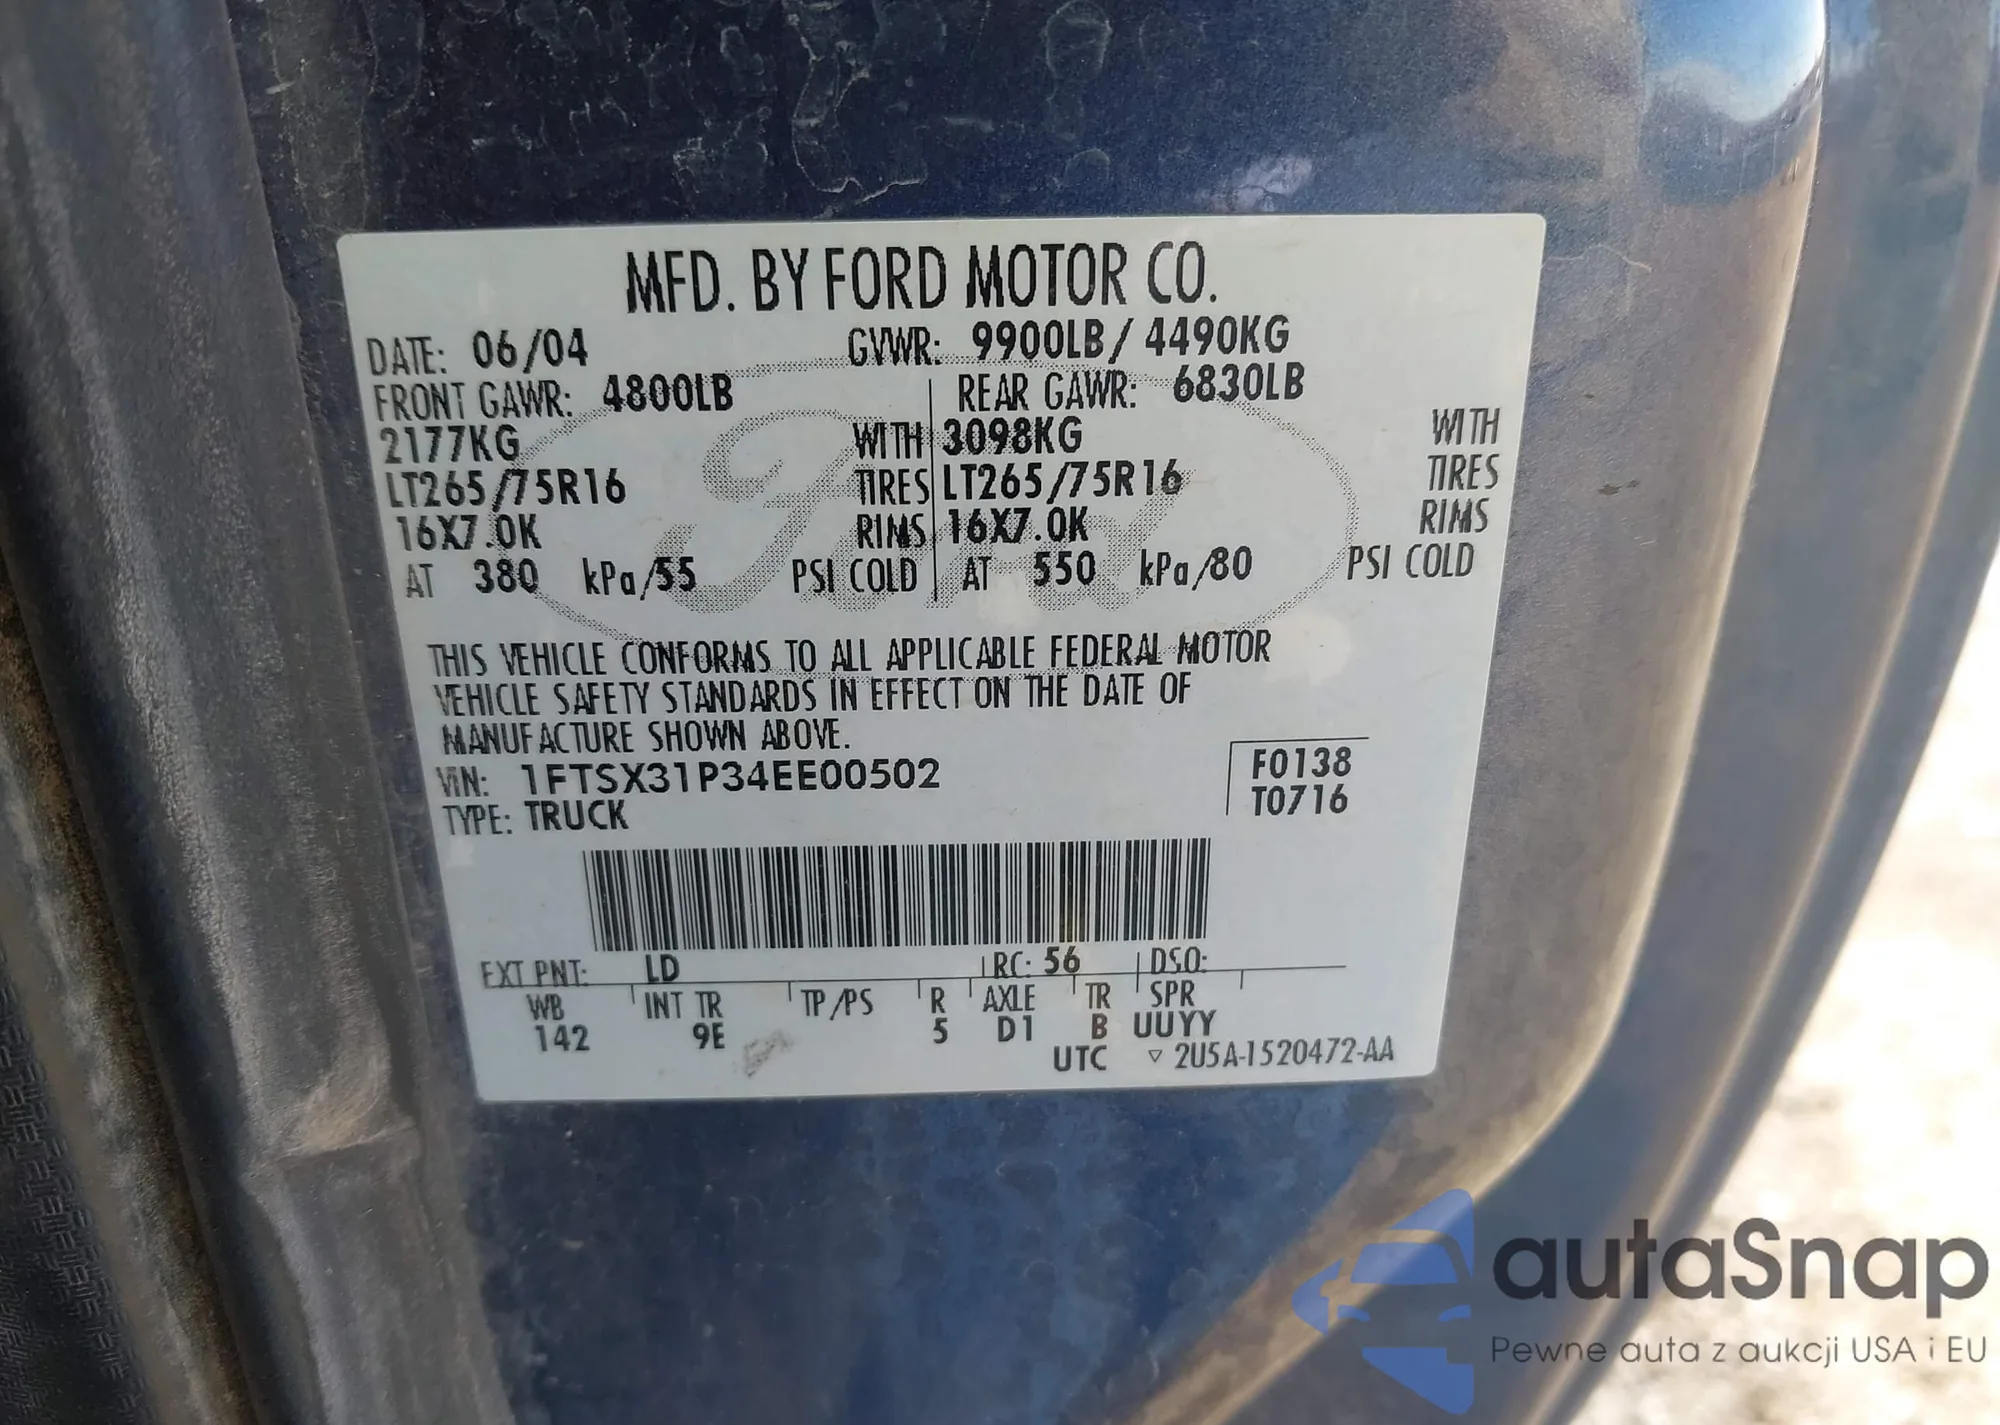 MFD. BY FORD MOTOR CO.
DATE: 06/04 GVWR: 9900LB/ 4490KG
FRONT GAWR: 4800LB REAR GAWR: 6830LB
2177KG WITH 3098KG WITH
LT265/75R16 TIRES LT265/75R16 TIRES
16X7.0K RIMS 16X7.0K RIMS
AT 380 kPa/55 PSI COLD AT 550 kPa/80 PSI COLD
Ford
THIS VEHICLE CONFORMS TO ALL APPLICABLE FEDERAL MOTOR
VEHICLE SAFETY STANDARDS IN EFFECT ON THE DATE OF
MANUFACTURE SHOWN ABOVE.
VIN: 1FTSX31P34EE00502 F0138
TYPE: TRUCK T0716
EXT PNT: LD RC: 56 DSO:
WB INT TR TP/PS R AXLE TR SPR
142 9E 5 D1 B UUYY
UTC ▽ 2U5A-1520472-AA
autaSnap
Pewne auta z aukcji USA i EU